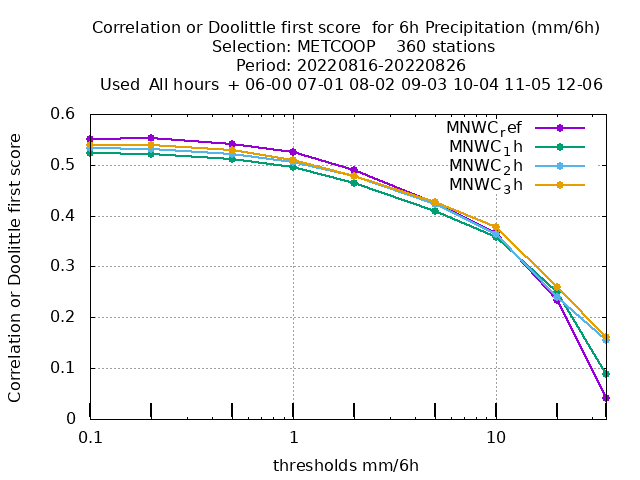 Correlation or Doolittle first score  for 6h Precipitation (mm/6h)
Selection: METCOOP    360 stations
Period: 20220816-20220826
Used  All hours  + 06-00 07-01 08-02 09-03 10-04 11-05 12-06
Correlation or Doolittle first score
0.6
0.5
0.4
0.3
0.2
0.1
0
MNWC_ref
MNWC_1h
MNWC_2h
MNWC_3h
0.1
1
10
thresholds mm/6h